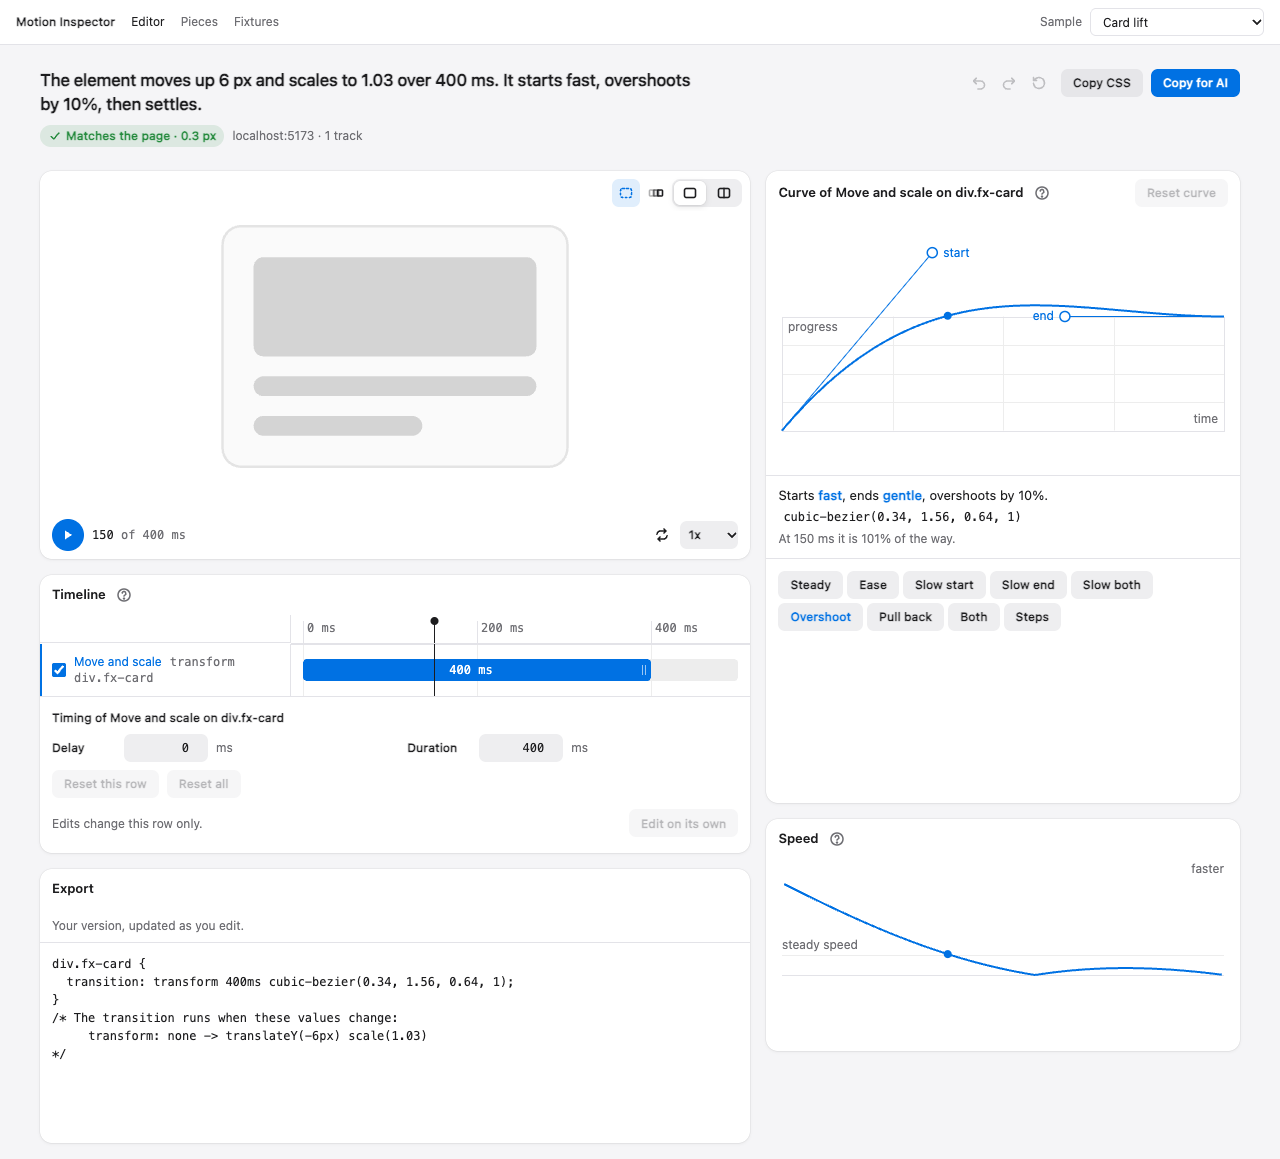 Motion Inspector Editor Pieces Fixtures Sample Card lift
The element moves up 6 px and scales to 1.03 over 400 ms. It starts fast, overshoots
by 10%, then settles.
Copy CSS Copy for AI
Matches the page · 0.3 px localhost:5173 · 1 track
150 of 400 ms 1x
Curve of Move and scale on div.fx-card Reset curve
start
end
progress
time
Starts fast, ends gentle, overshoots by 10%.
cubic-bezier(0.34, 1.56, 0.64, 1)
At 150 ms it is 101% of the way.
Steady Ease Slow start Slow end Slow both
Overshoot Pull back Both Steps
Timeline
0 ms 200 ms 400 ms
Move and scale transform
div.fx-card
400 ms
Timing of Move and scale on div.fx-card
Delay 0 ms Duration 400 ms
Reset this row Reset all
Edits change this row only. Edit on its own
Speed
faster
steady speed
Export
Your version, updated as you edit.
div.fx-card {
transition: transform 400ms cubic-bezier(0.34, 1.56, 0.64, 1);
}
/* The transition runs when these values change:
transform: none -> translateY(-6px) scale(1.03)
*/